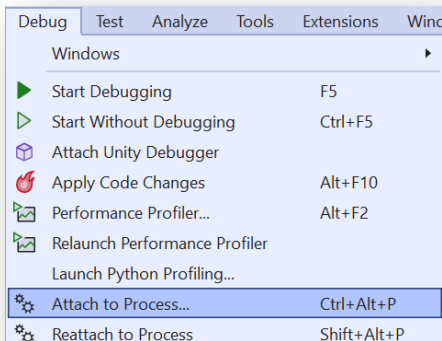 Debug Test Analyze Tools Extensions
Windows
Start Debugging F5
Start Without Debugging Ctrl+F5
Attach Unity Debugger
Apply Code Changes Alt+F10
Performance Profiler... Alt+F2
Relaunch Performance Profiler
Launch Python Profiling...
Attach to Process... Ctrl+Alt+P
Reattach to Process Shift+Alt+P